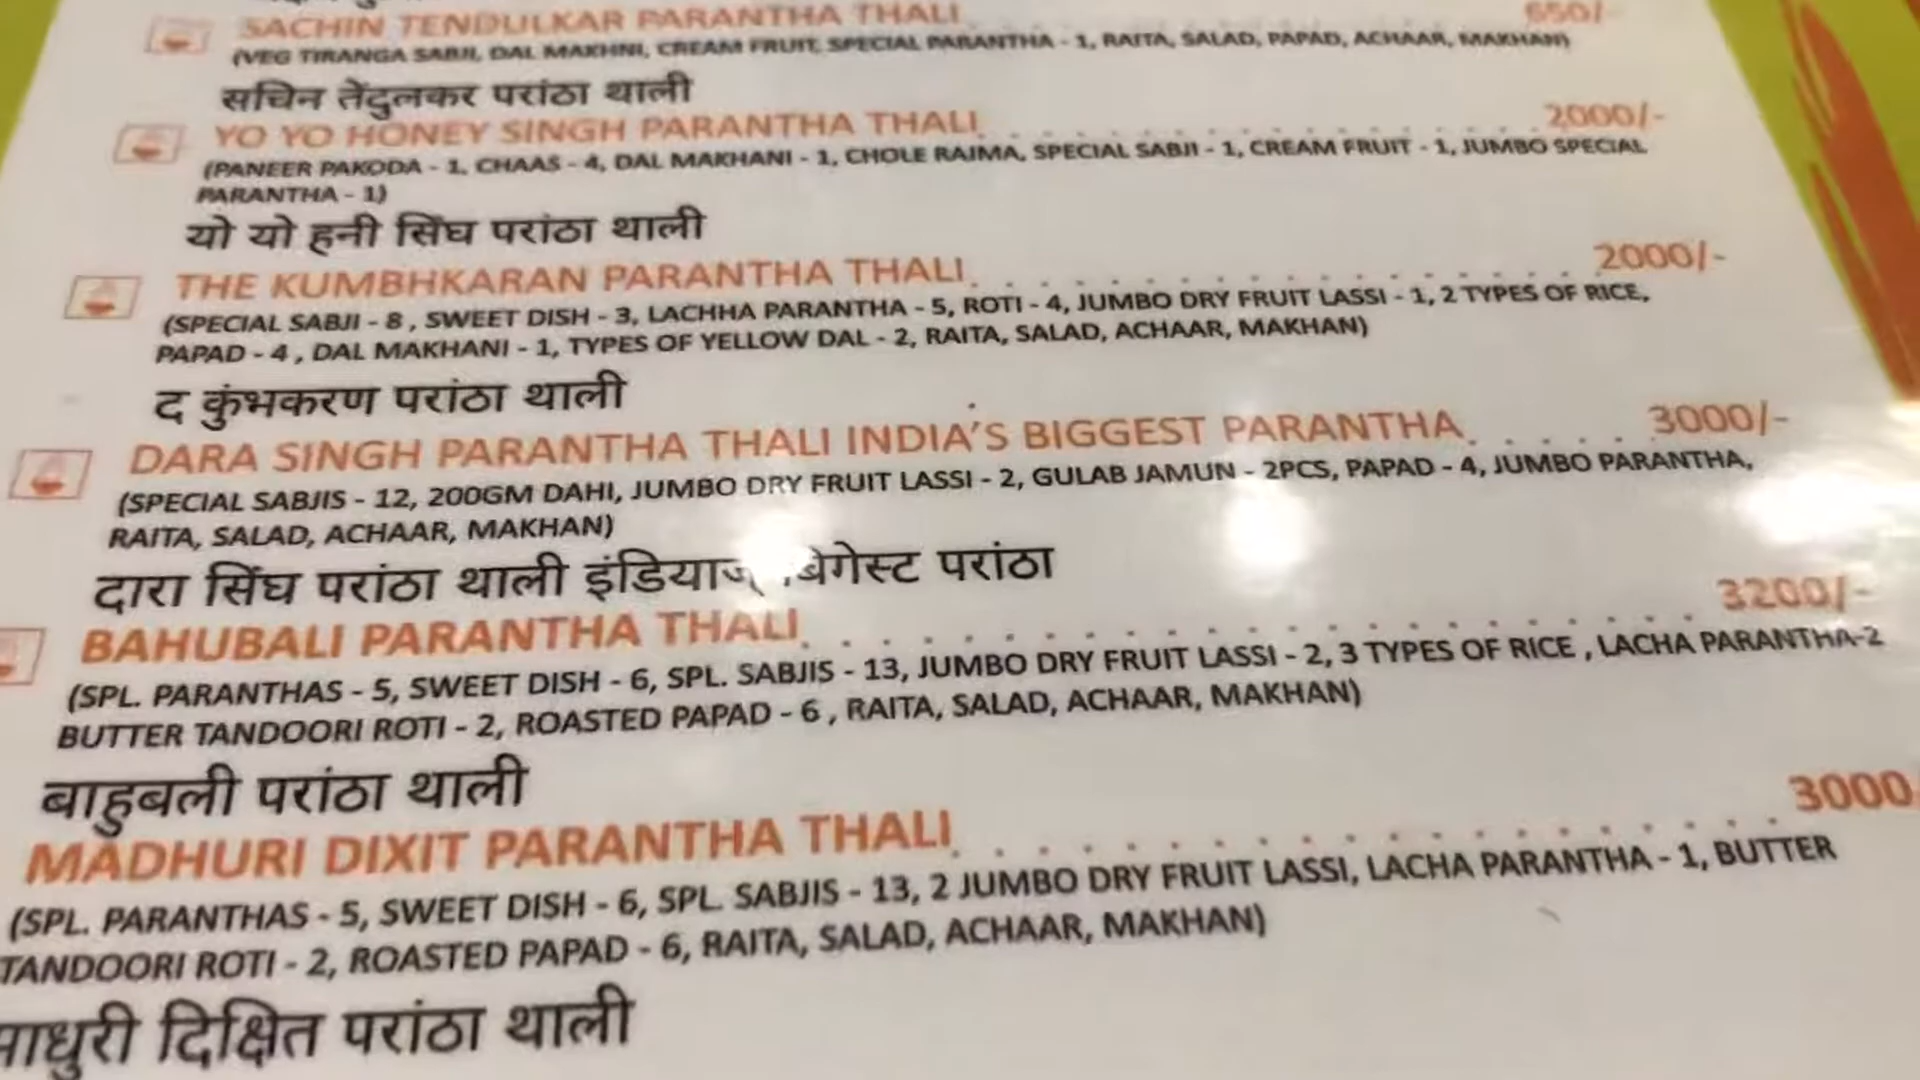 SACHIN TENDULKAR PARANTHA THALI 650/-
(VEG TIRANGA SABJI, DAL MAKHNI, CREAM FRUIT, SPECIAL PARANTHA - 1, RAITA, SALAD, PAPAD, ACHAAR, MAKHAN)
सचिन तेंदुलकर परांठा थाली
YO YO HONEY SINGH PARANTHA THALI. . . . . . . . . . . . . . . . . . . . 2000/-
(PANEER PAKODA - 1, CHAAS - 4, DAL MAKHANI - 1, CHOLE RAJMA, SPECIAL SABJI - 1, CREAM FRUIT - 1, JUMBO SPECIAL
PARANTHA - 1)
यो यो हनी सिंघ परांठा थाली
THE KUMBHKARAN PARANTHA THALI. . . . . . . . . . . . . . . . . . . . 2000/-
(SPECIAL SABJI - 8 , SWEET DISH - 3, LACHHA PARANTHA - 5, ROTI - 4, JUMBO DRY FRUIT LASSI - 1, 2 TYPES OF RICE,
PAPAD - 4 , DAL MAKHANI - 1, TYPES OF YELLOW DAL - 2, RAITA, SALAD, ACHAAR, MAKHAN)
द कुंभकरण परांठा थाली
DARA SINGH PARANTHA THALI INDIA'S BIGGEST PARANTHA. . . . . . 3000/-
(SPECIAL SABJIS - 12, 200GM DAHI, JUMBO DRY FRUIT LASSI - 2, GULAB JAMUN - 2PCS, PAPAD - 4, JUMBO PARANTHA,
RAITA, SALAD, ACHAAR, MAKHAN)
दारा सिंघ परांठा थाली इंडियाज् बिगेस्ट परांठा
BAHUBALI PARANTHA THALI. . . . . . . . . . . . . . . . . . . . . . . 3200/-
(SPL. PARANTHAS - 5, SWEET DISH - 6, SPL. SABJIS - 13, JUMBO DRY FRUIT LASSI - 2, 3 TYPES OF RICE , LACHA PARANTHA-2
BUTTER TANDOORI ROTI - 2, ROASTED PAPAD - 6 , RAITA, SALAD, ACHAAR, MAKHAN)
बाहुबली परांठा थाली
MADHURI DIXIT PARANTHA THALI. . . . . . . . . . . . . . . . . . . . 3000
(SPL. PARANTHAS - 5, SWEET DISH - 6, SPL. SABJIS - 13, 2 JUMBO DRY FRUIT LASSI, LACHA PARANTHA - 1, BUTTER
TANDOORI ROTI - 2, ROASTED PAPAD - 6, RAITA, SALAD, ACHAAR, MAKHAN)
माधुरी दिक्षित परांठा थाली